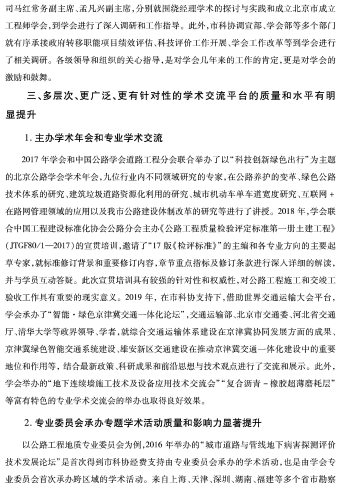 司马红常务副主席、孟凡兴副主席,分别就围绕经理学术的探讨与实践和成立北京市成立
工程师学会,到学会进行了深入调研和工作指导。此外,市科协调宣部、学会部等多个部门
就有序承接政府转移职能项目绩效评估、科技评价工作开展、学会工作改革等到学会进行
了相关调研。各级领导和组织的关心指导,是对学会几年来的工作的肯定,更是对学会的
激励和鼓舞。
三、多层次、更广泛、更有针对性的学术交流平台的质量和水平有明
显提升
1. 主办学术年会和专业学术交流
2017 年学会和中国公路学会道路工程分会联合举办了以“科技创新绿色出行”为主题
的北京公路学会学术年会,九位行业内不同领域研究的专家,在公路养护的变革、绿色公路
技术体系的研究、建筑垃圾道路资源化利用的研究、城市机动车单车道宽度研究、互联网+
在路网管理领域的应用以及我市公路建设体制改革的研究等进行了讲授。2018 年,学会联
合中国工程建设标准化协会公路分会主办《公路工程质量检验评定标准第一册土建工程》
(JTGF80/1—2017)的宣贯培训,邀请了“17 版《检评标准》”的主编和各专业方向的主要起
草专家,就标准修订背景和重要修订内容,章节重点指标及修订条款进行深入详细的解读,
并与学员互动答疑。此次宣贯培训具有较强的针对性和权威性,对公路工程施工和交竣工
验收工作具有重要的现实意义。2019 年,在市科协支持下,借助世界交通运输大会平台,
学会承办了“智能·绿色京津冀交通一体化论坛”,交通运输部、北京市交通委、河北省交通
厅、清华大学等政界领导、学者,就综合交通运输体系建设在京津冀协同发展方面的成果、
京津冀绿色智能交通系统建设、雄安新区交通建设在推动京津冀交通一体化建设中的重要
地位和作用等,结合最新政策、科研成果和前沿思想与技术观点进行了交流和展示。此外,
学会举办的“地下连续墙施工技术及设备应用技术交流会”“复合沥青-橡胶超薄磨耗层”
等富有特色的专业学术交流会的举办也取得良好效果。
2. 专业委员会承办专题学术活动质量和影响力显著提升
以公路工程地质专业委员会为例,2016 年举办的“城市道路与管线地下病害探测评价
技术发展论坛”是首次得到市科协经费支持由专业委员会承办的学术活动,也是由学会专
业委员会首次承办跨区域的学术活动。来自上海、天津、深圳、湖南、福建等多个省市勘察